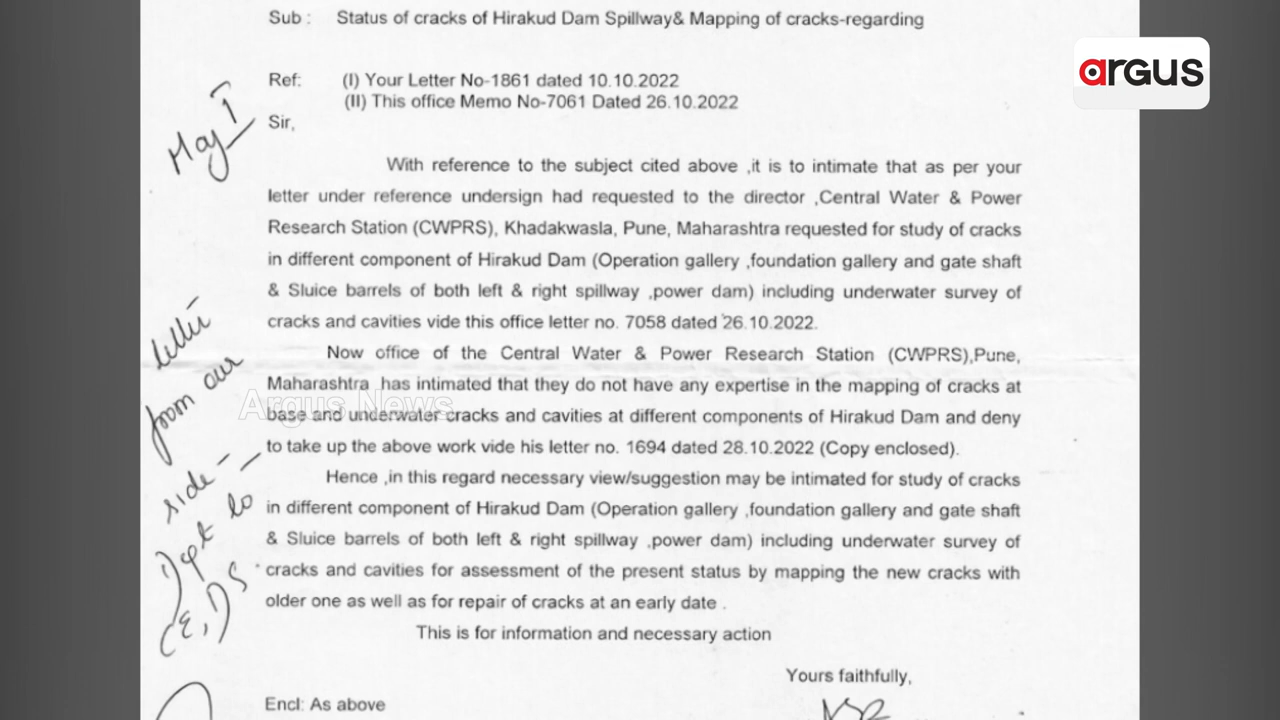 Sub : Status of cracks of Hirakud Dam Spillway& Mapping of cracks-regarding
argus
Ref: (I) Your Letter No-1861 dated 10.10.2022
(II) This office Memo No-7061 Dated 26.10.2022
Sir,
With reference to the subject cited above ,it is to intimate that as per your
letter under reference undersign had requested to the director ,Central Water & Power
Research Station (CWPRS), Khadakwasla, Pune, Maharashtra requested for study of cracks
in different component of Hirakud Dam (Operation gallery ,foundation gallery and gate shaft
& Sluice barrels of both left & right spillway ,power dam) including underwater survey of
cracks and cavities vide this office letter no. 7058 dated 26.10.2022.
Now office of the Central Water & Power Research Station (CWPRS),Pune,
Maharashtra has intimated that they do not have any expertise in the mapping of cracks at
base and underwater cracks and cavities at different components of Hirakud Dam and deny
to take up the above work vide his letter no. 1694 dated 28.10.2022 (Copy enclosed).
Hence ,in this regard necessary view/suggestion may be intimated for study of cracks
in different component of Hirakud Dam (Operation gallery ,foundation gallery and gate shaft
& Sluice barrels of both left & right spillway ,power dam) including underwater survey of
cracks and cavities for assessment of the present status by mapping the new cracks with
older one as well as for repair of cracks at an early date .
This is for information and necessary action
Yours faithfully,
Encl: As above
Argus News
letter
from our
side -
Dept to
CE, DS